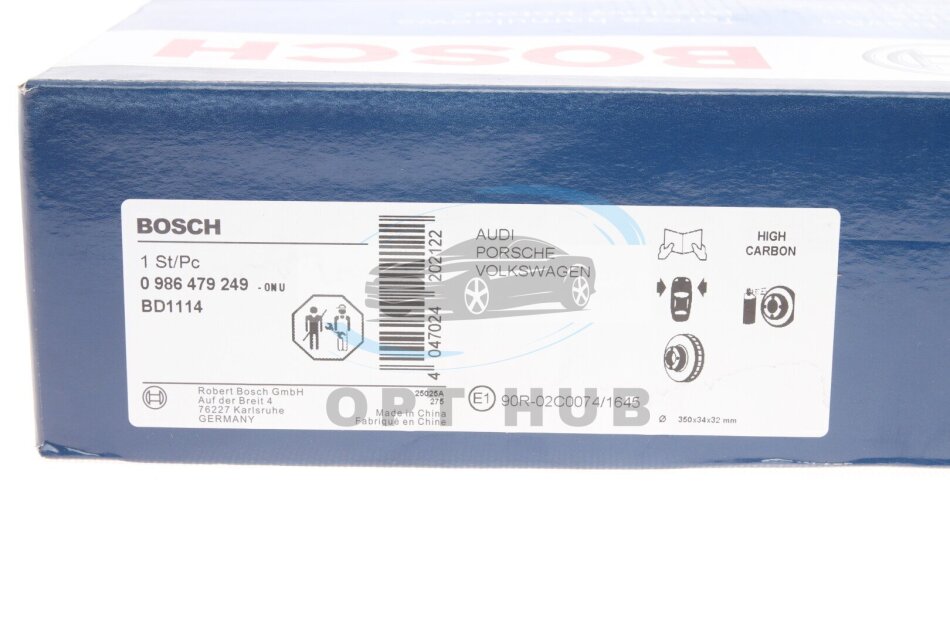 BOSCH
BOSCH
1 St/Pc
0 986 479 249 - 0NU
BD1114
4 047024 202122
AUDI
PORSCHE
VOLKSWAGEN
HIGH
CARBON
Robert Bosch GmbH
Auf der Breit 4
76227 Karlsruhe
GERMANY
25025A
275
Made in China
Fabriqué en Chine
E1 90R-02C0074/1645
Ø 350x34x32 mm
OPT HUB